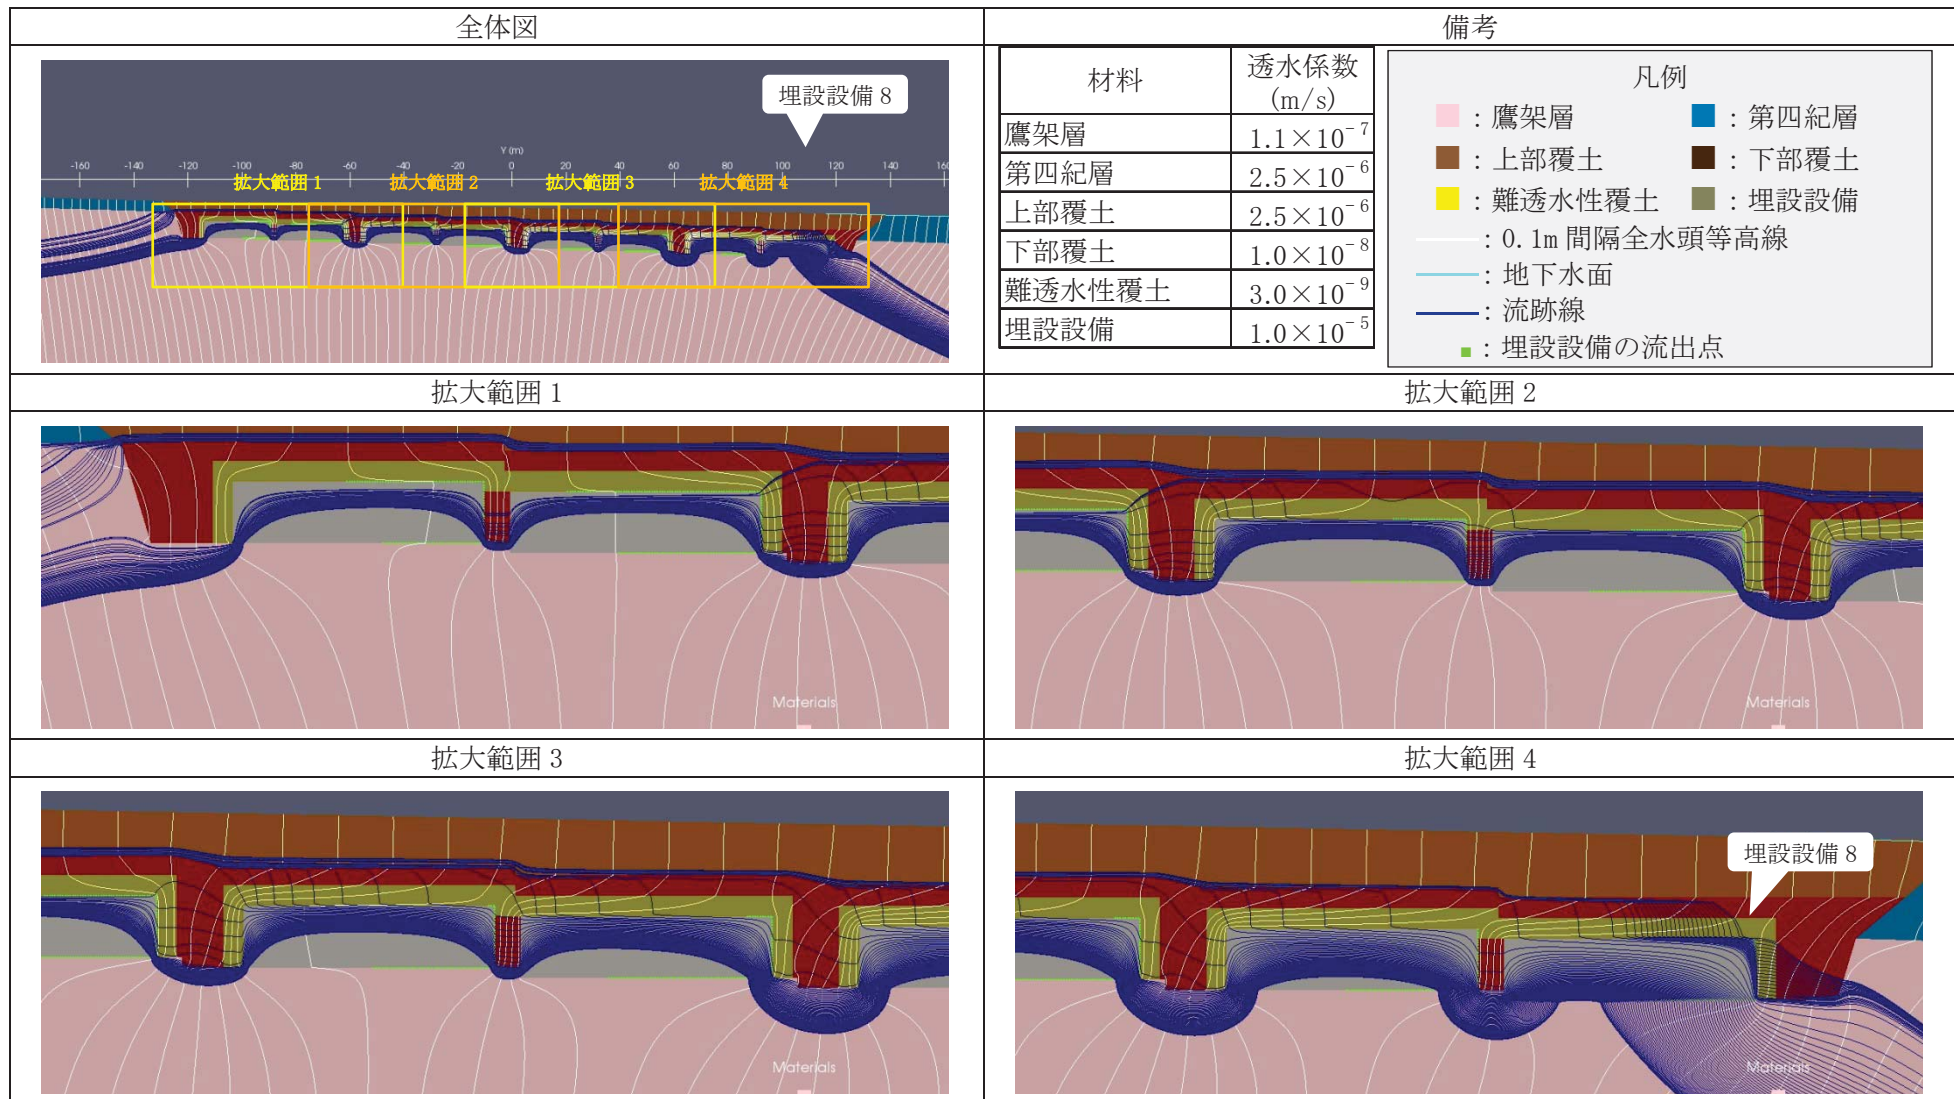 全体図
備考
埋設設備 8
Y (m)
-160 -140 -120 -100 -80 -60 -40 -20 0 20 40 60 80 100 120 140 160
拡大範囲 1
拡大範囲 2
拡大範囲 3
拡大範囲 4
材料 透水係数 (m/s)
鷹架層 1.1×10⁻⁷
第四紀層 2.5×10⁻⁶
上部覆土 2.5×10⁻⁶
下部覆土 1.0×10⁻⁸
難透水性覆土 3.0×10⁻⁹
埋設設備 1.0×10⁻⁵
凡例
：鷹架層 ：第四紀層
：上部覆土 ：下部覆土
：難透水性覆土 ：埋設設備
：0.1m 間隔全水頭等高線
：地下水面
：流跡線
：埋設設備の流出点
拡大範囲 1
拡大範囲 2
Materials
Materials
拡大範囲 3
拡大範囲 4
埋設設備 8
Materials
Materials